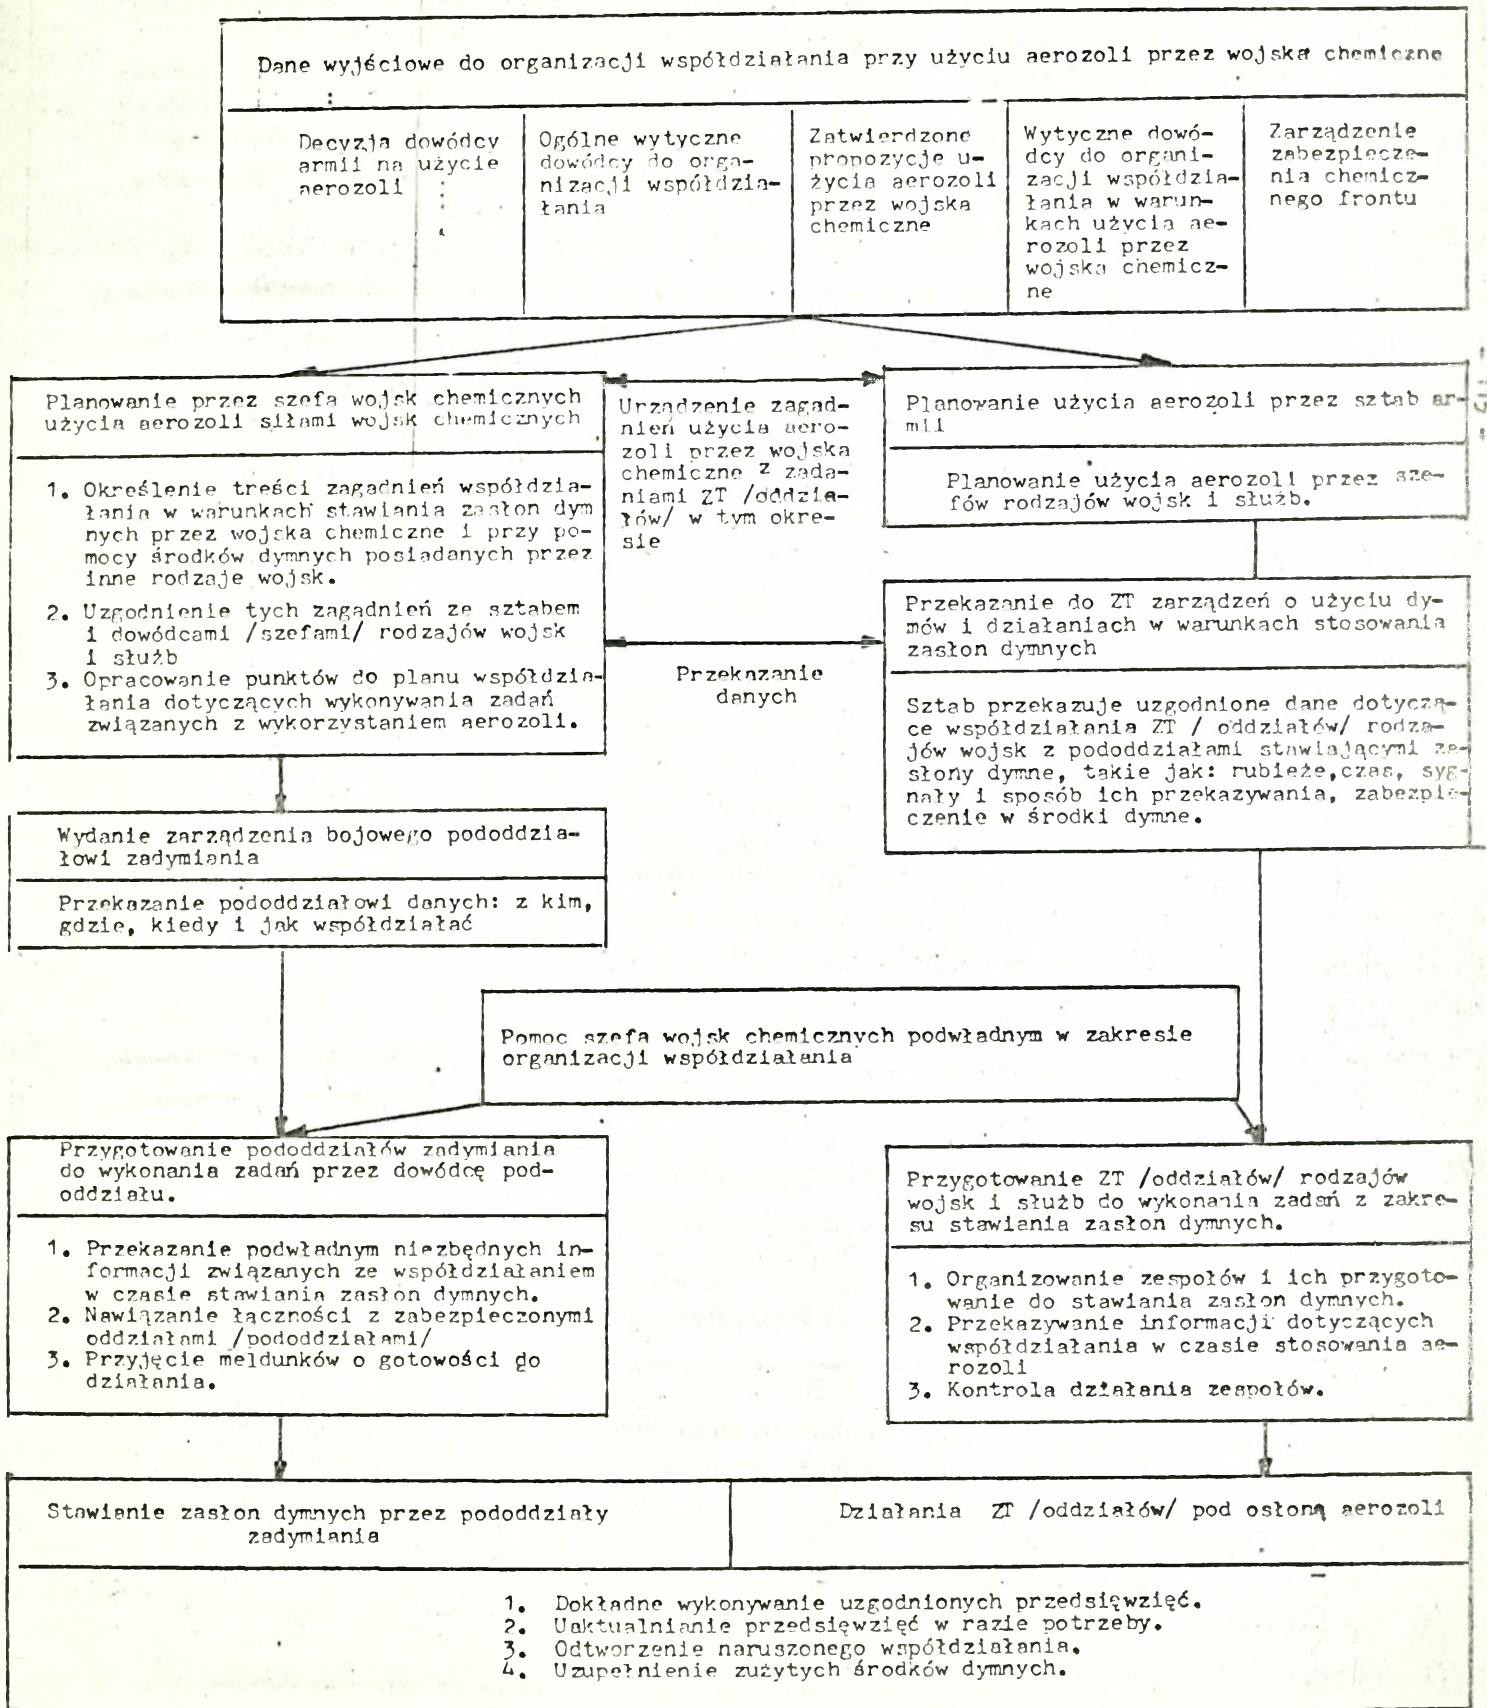 Dane wyjściowe do organizacji współdziałania przy użyciu aerozoli przez wojska chemiczne
Decyzja dowódcy
armii na użycie
aerozoli
Ogólne wytyczne
dowódcy do orga-
nizacji współdzia-
łania
Zatwierdzone
propozycje u-
życia aerozoli
przez wojska
chemiczne
Wytyczne dowó-
dcy do organi-
zacji współdzia-
łania w warun-
kach użycia ae-
rozoli przez
wojska chemicz-
ne
Zarządzenie
zabezpiecze-
nia chemicz-
nego frontu
Planowanie przez szefa wojsk chemicznych
użycia aerozoli siłami wojsk chemicznych
1. Określenie treści zagadnień współdzia-
łania w warunkach stawiania zasłon dym
nych przez wojska chemiczne i przy po-
mocy środków dymnych posiadanych przez
inne rodzaje wojsk.
2. Uzgodnienie tych zagadnień ze sztabem
i dowódcami /szefami/ rodzajów wojsk
i służb
3. Opracowanie punktów do planu współdzia-
łania dotyczących wykonywania zadań
związanych z wykorzystaniem aerozoli.
Urządzenie zagad-
nień użycia aero-
zoli przez wojska
chemiczne z zada-
niami ZT /oddzia-
łów/ w tym okre-
sie
Przekazanie
danych
Planowanie użycia aerozoli przez sztab ar-
mii
Planowanie użycia aerozoli przez sze-
fów rodzajów wojsk i służb.
Przekazanie do ZT zarządzeń o użyciu dy-
mów i działaniach w warunkach stosowania
zasłon dymnych
Sztab przekazuje uzgodnione dane dotyczą-
ce współdziałania ZT / oddziałów/ rodza-
jów wojsk z pododdziałami stawiającymi za-
słony dymne, takie jak: rubieże,czas, syg-
nały i sposób ich przekazywania, zabezpie-
czenie w środki dymne.
Wydanie zarządzenia bojowego pododdzia-
łowi zadymiania
Przekazanie pododdziałowi danych: z kim,
gdzie, kiedy i jak współdziałać
Pomoc szefa wojsk chemicznych podwładnym w zakresie
organizacji współdziałania
Przygotowanie pododdziałów zadymiania
do wykonania zadań przez dowódcę pod-
oddziału.
1. Przekazanie podwładnym niezbędnych in-
formacji związanych ze współdziałaniem
w czasie stawiania zasłon dymnych.
2. Nawiązanie łączności z zabezpieczonymi
oddziałami /pododdziałami/
3. Przyjęcie meldunków o gotowości do
działania.
Przygotowanie ZT /oddziałów/ rodzajów
wojsk i służb do wykonania zadań z zakre-
su stawiania zasłon dymnych.
1. Organizowanie zespołów i ich przygoto-
wanie do stawiania zasłon dymnych.
2. Przekazywanie informacji dotyczących
współdziałania w czasie stosowania ae-
rozoli
3. Kontrola działania zespołów.
Stawianie zasłon dymnych przez pododdziały
zadymiania
Działania ZT /oddziałów/ pod osłoną aerozoli
1. Dokładne wykonywanie uzgodnionych przedsięwzięć.
2. Uaktualnianie przedsięwzięć w razie potrzeby.
3. Odtworzenie naruszonego współdziałania.
4. Uzupełnienie zużytych środków dymnych.